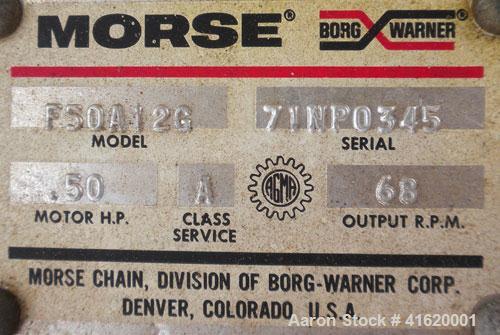 MORSE® BORG WARNER®
F50A12G 71NP0345
MODEL SERIAL
.50 A AGMA 68
MOTOR H.P. CLASS SERVICE OUTPUT R.P.M.
MORSE CHAIN, DIVISION OF BORG-WARNER CORP.
DENVER, COLORADO, U.S.A.
Aaron Stock # 41620001